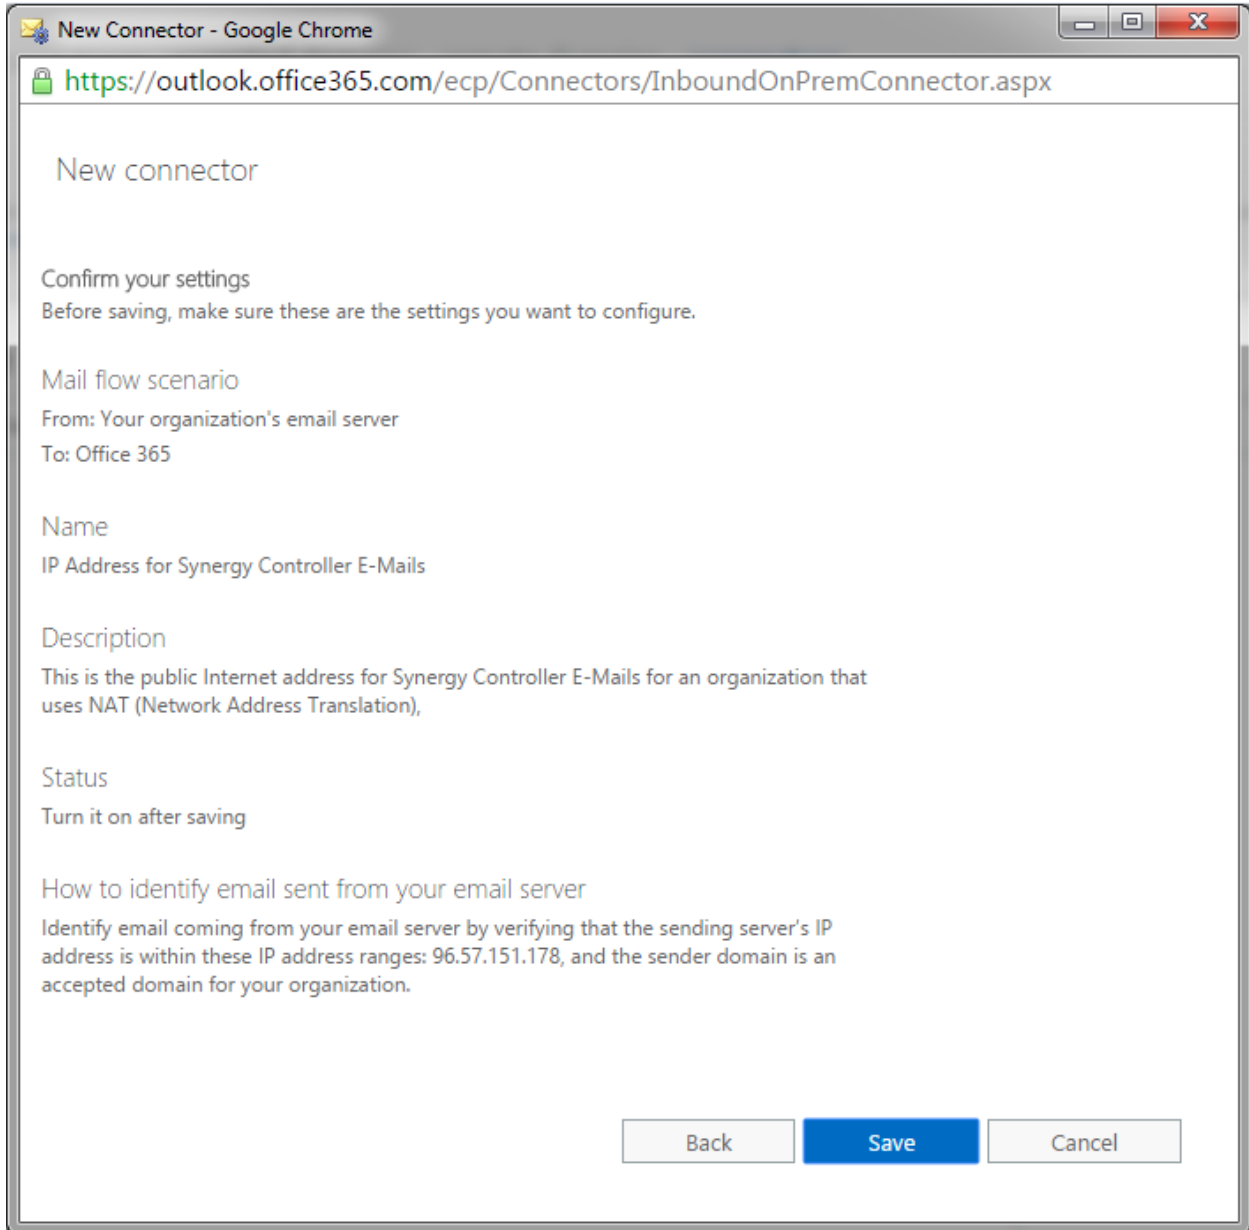 New Connector - Google Chrome
https://outlook.office365.com/ecp/Connectors/InboundOnPremConnector.aspx
New connector
Confirm your settings
Before saving, make sure these are the settings you want to configure.
Mail flow scenario
From: Your organization's email server
To: Office 365
Name
IP Address for Synergy Controller E-Mails
Description
This is the public Internet address for Synergy Controller E-Mails for an organization that
uses NAT (Network Address Translation),
Status
Turn it on after saving
How to identify email sent from your email server
Identify email coming from your email server by verifying that the sending server's IP
address is within these IP address ranges: 96.57.151.178, and the sender domain is an
accepted domain for your organization.
Back Save Cancel